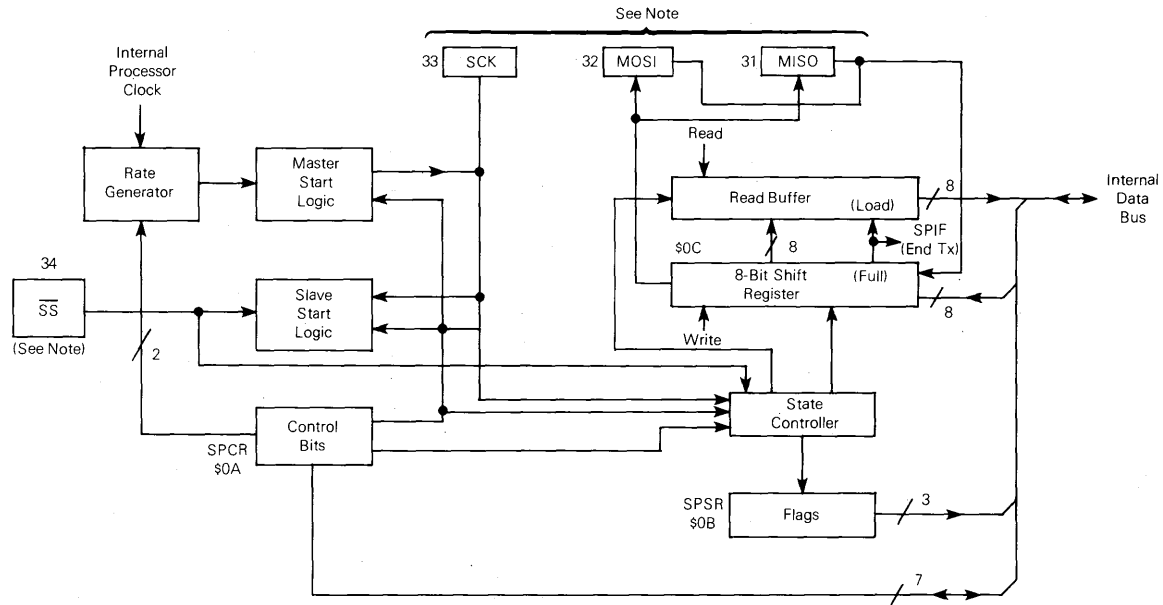 See Note
Internal
Processor
Clock
33
SCK
32
MOSI
31
MISO
Read
Rate
Generator
Master
Start
Logic
Read Buffer
(Load)
8
Internal
Data
Bus
SPIF
(End Tx)
8
$0C
34
SS
(See Note)
Slave
Start
Logic
8-Bit Shift
Register
(Full)
8
Write
2
SPCR
$0A
Control
Bits
State
Controller
SPSR
$0B
Flags
3
7